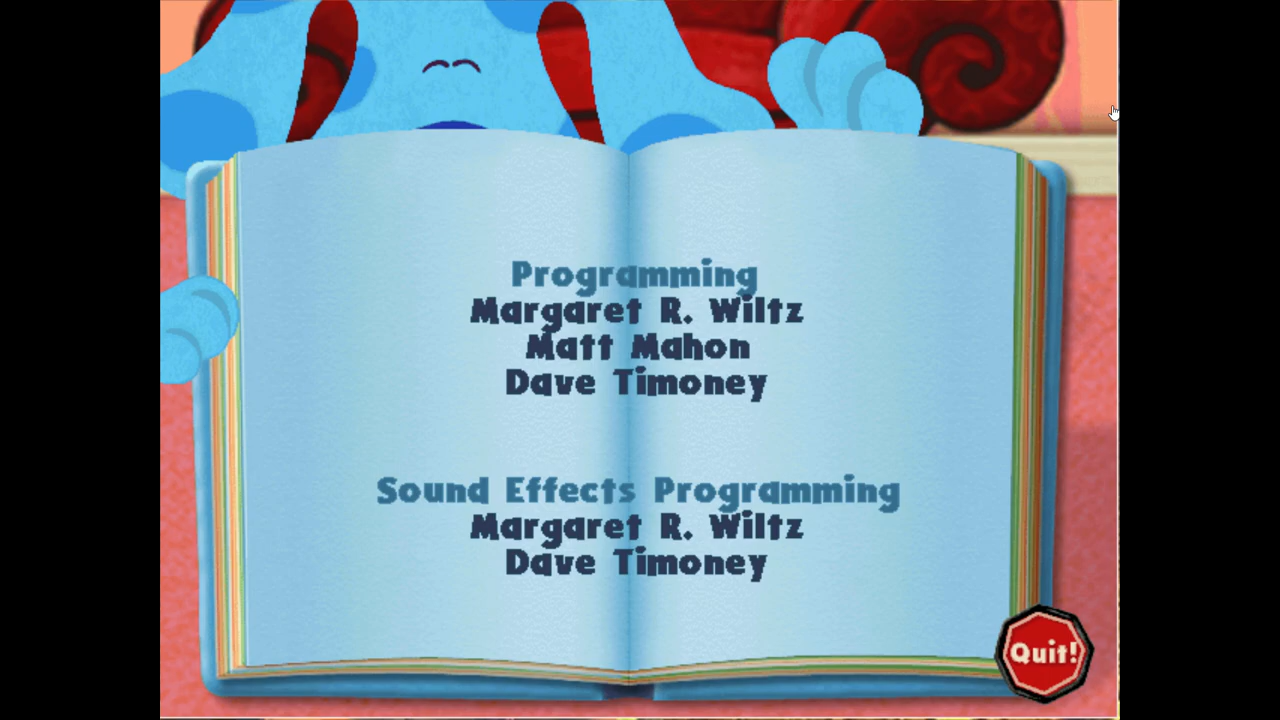 Programming
Margaret R. Wiltz
Matt Mahon
Dave Timoney
Sound Effects Programming
Margaret R. Wiltz
Dave Timoney
Quit!